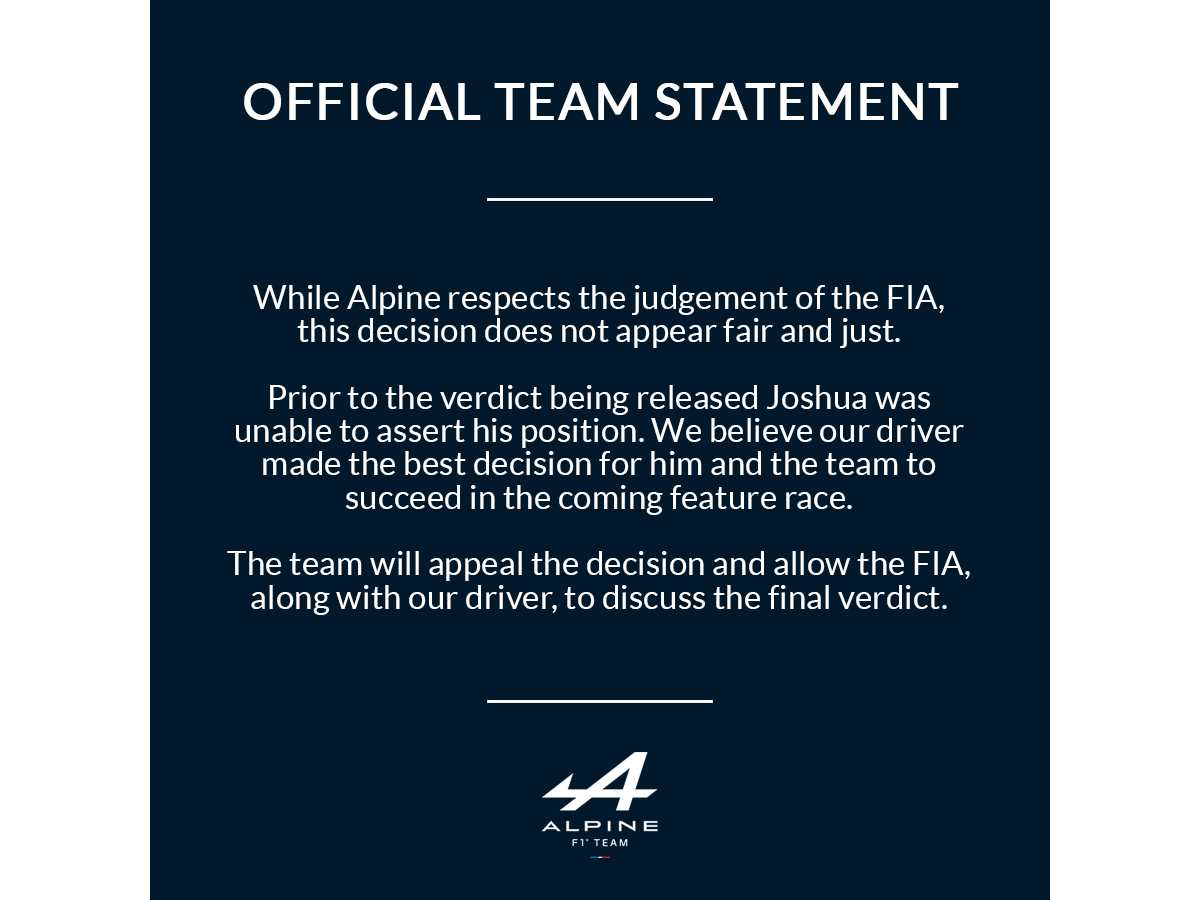 OFFICIAL TEAM STATEMENT
While Alpine respects the judgement of the FIA,
this decision does not appear fair and just.
Prior to the verdict being released Joshua was
unable to assert his position. We believe our driver
made the best decision for him and the team to
succeed in the coming feature race.
The team will appeal the decision and allow the FIA,
along with our driver, to discuss the final verdict.
ALPINE
F1® TEAM